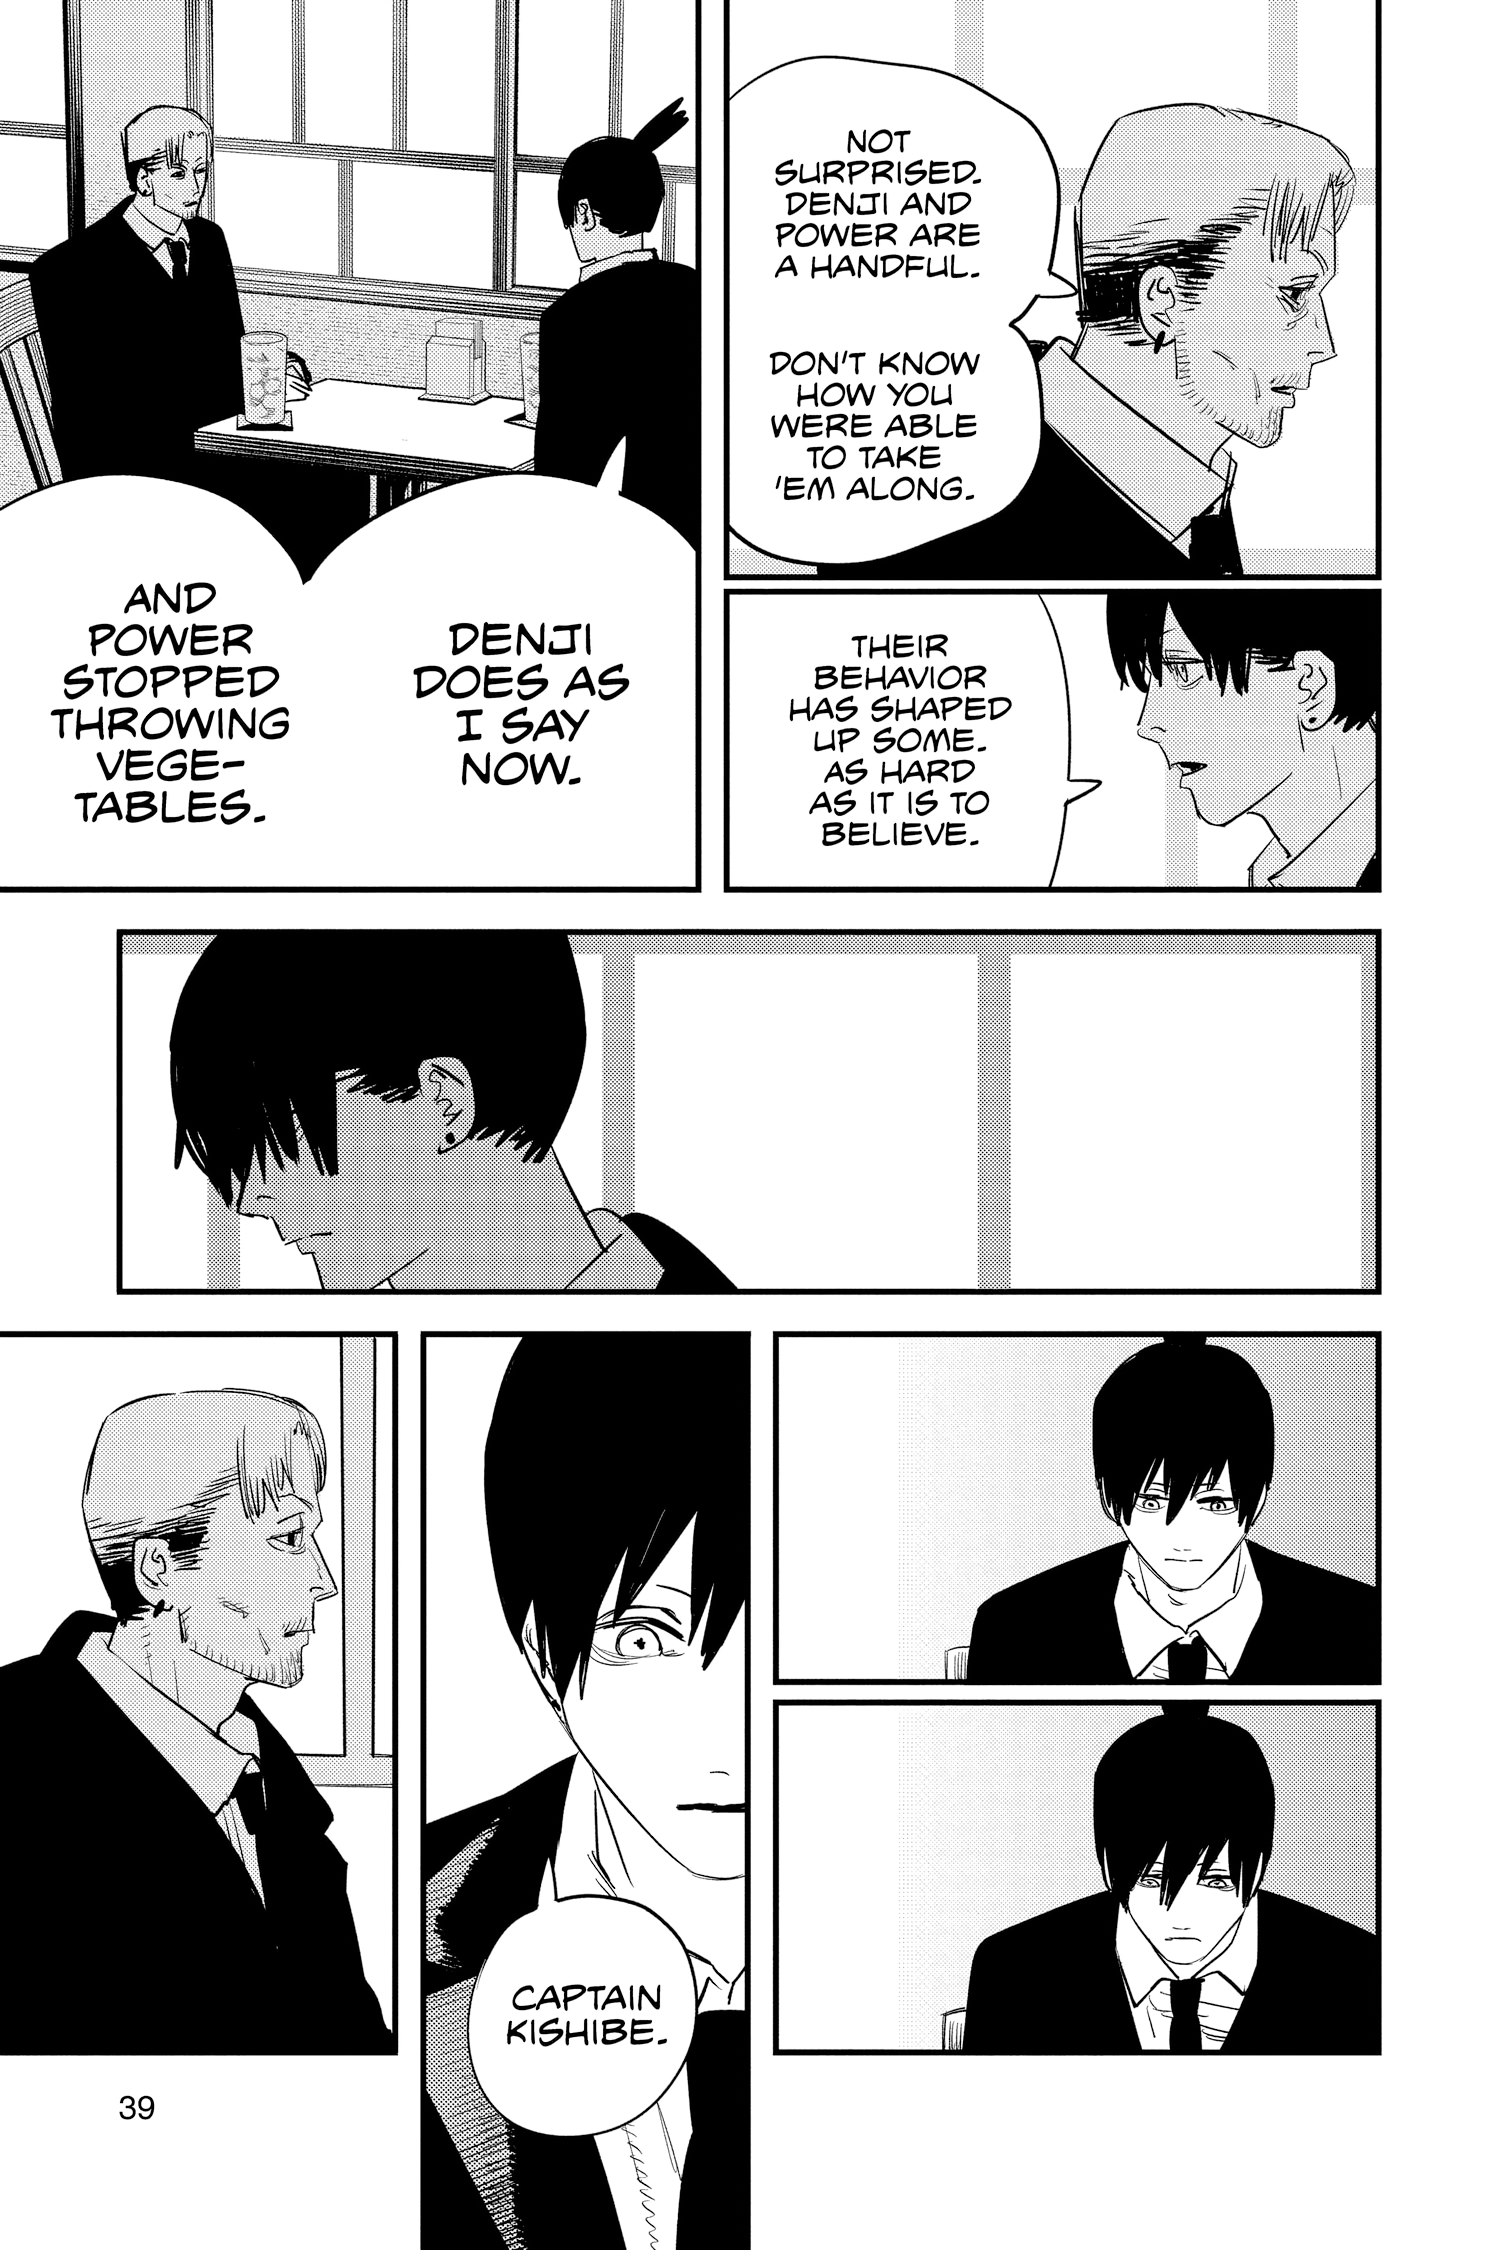 NOT
SURPRISED.
DENJI AND
POWER ARE
A HANDFUL.
DON'T KNOW
HOW YOU
WERE ABLE
TO TAKE
'EM ALONG.
THEIR
BEHAVIOR
HAS SHAPED
UP SOME.
AS HARD
AS IT IS TO
BELIEVE.
DENJI
DOES AS
I SAY
NOW.
AND
POWER
STOPPED
THROWING
VEGE-
TABLES.
CAPTAIN
KISHIBE.
39